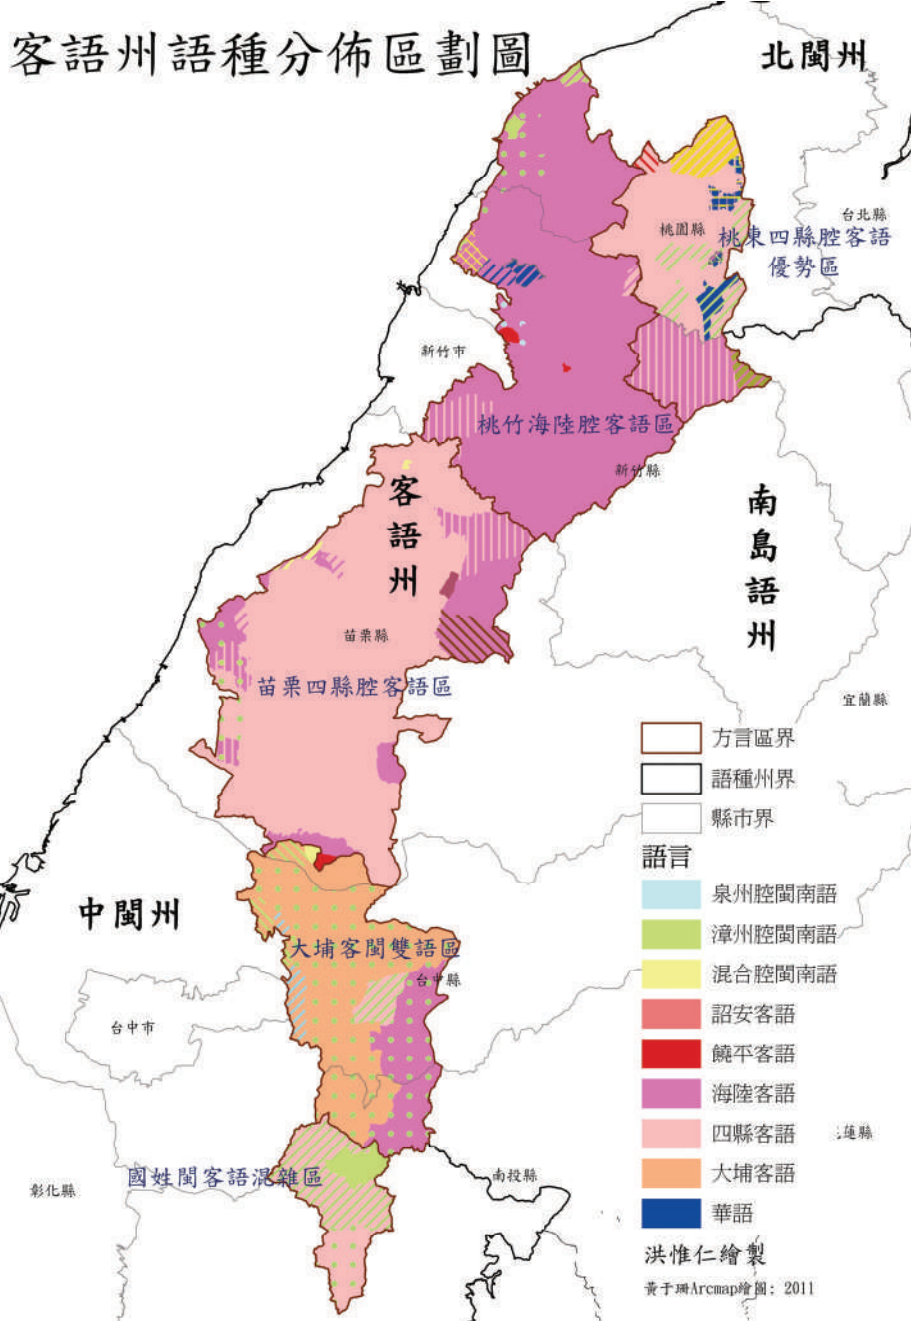 客語州語種分佈區劃圖
北閩州
台北縣
桃園縣
桃東四縣腔客語
優勢區
新竹市
桃竹海陸腔客語區
新竹縣
客語州
南島語州
苗栗縣
苗栗四縣腔客語區
宜蘭縣
方言區界
語種州界
縣市界
語言
泉州腔閩南語
漳州腔閩南語
混合腔閩南語
詔安客語
饒平客語
海陸客語
四縣客語
大埔客語
華語
中閩州
大埔客閩雙語區
台中縣
台中市
蓮縣
國姓閩客語混雜區
南投縣
彰化縣
洪惟仁繪製
黃于珊Arcmap繪圖: 2011